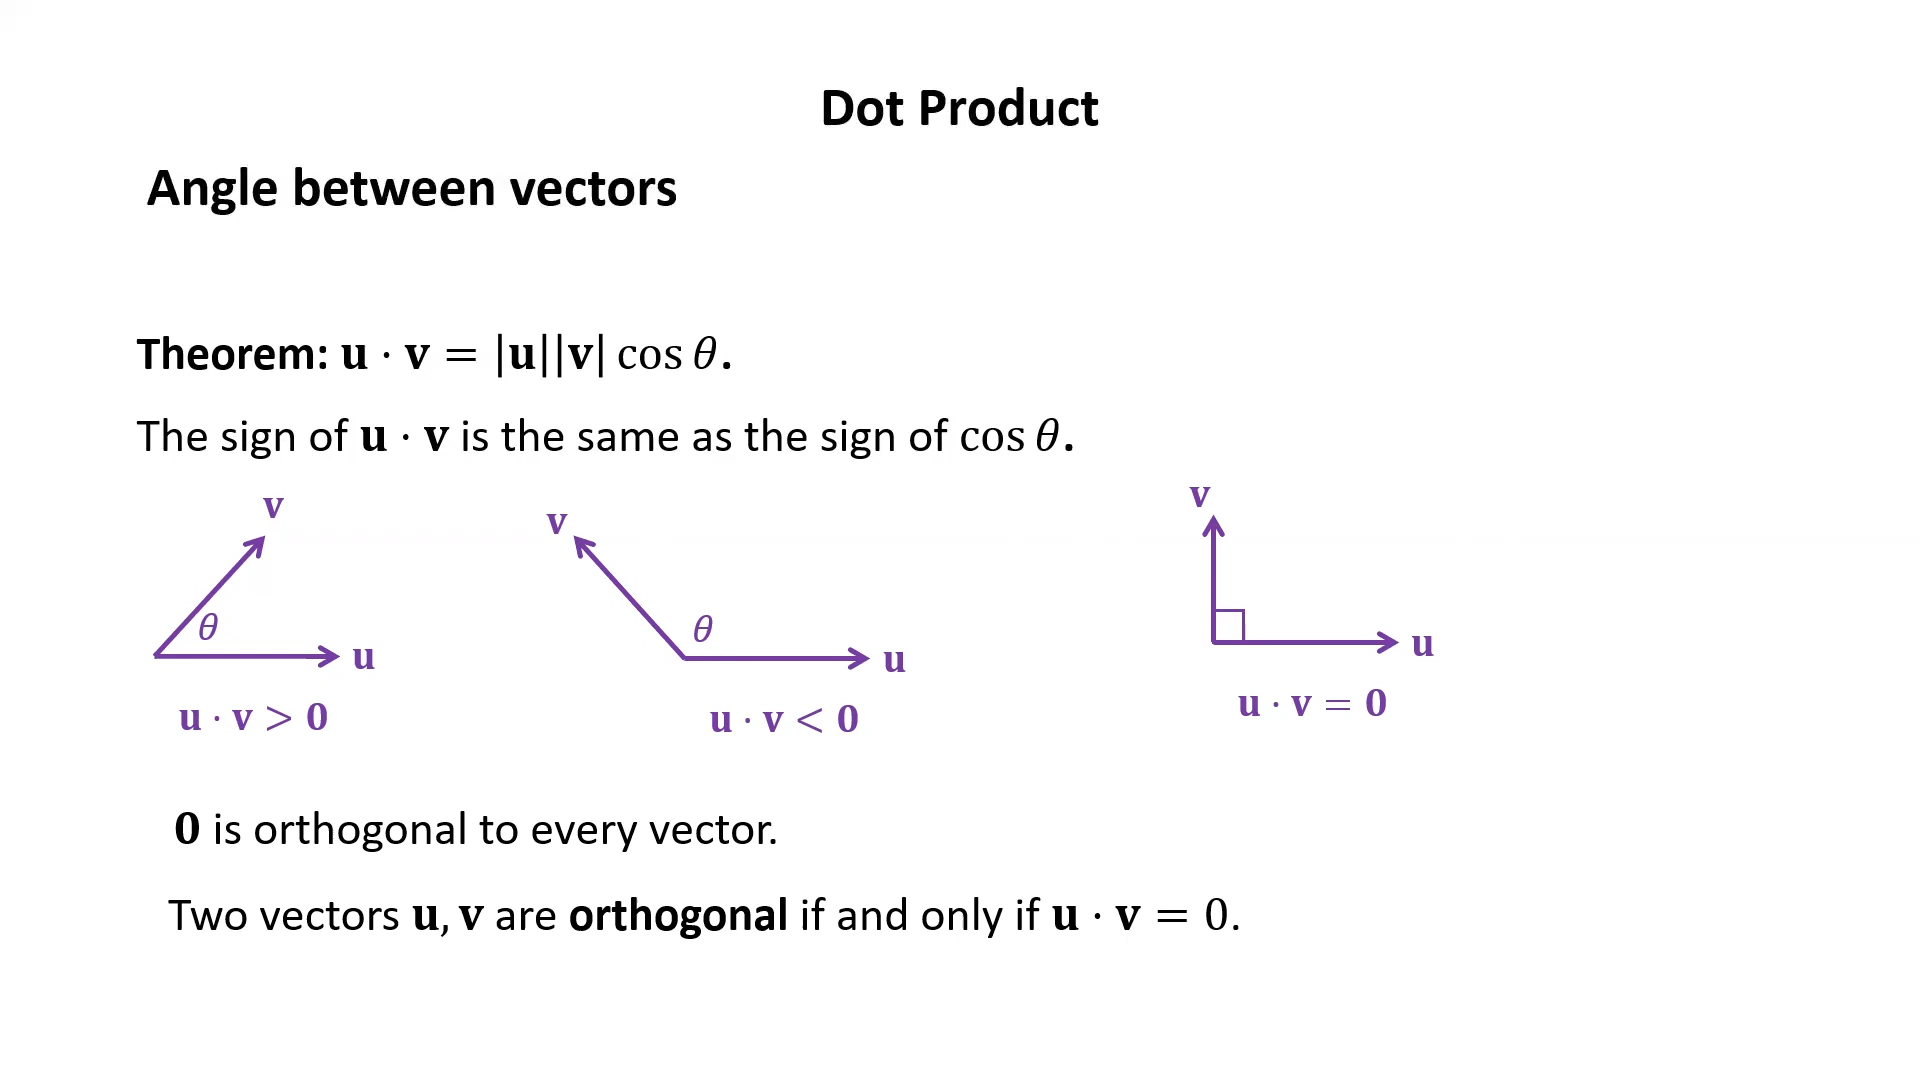 Dot Product
Angle between vectors
Theorem: u · v = |u||v| cos θ.
The sign of u · v is the same as the sign of cos θ.
v
θ
u
u · v > 0
v
θ
u
u · v < 0
v
u
u · v = 0
0 is orthogonal to every vector.
Two vectors u, v are orthogonal if and only if u · v = 0.